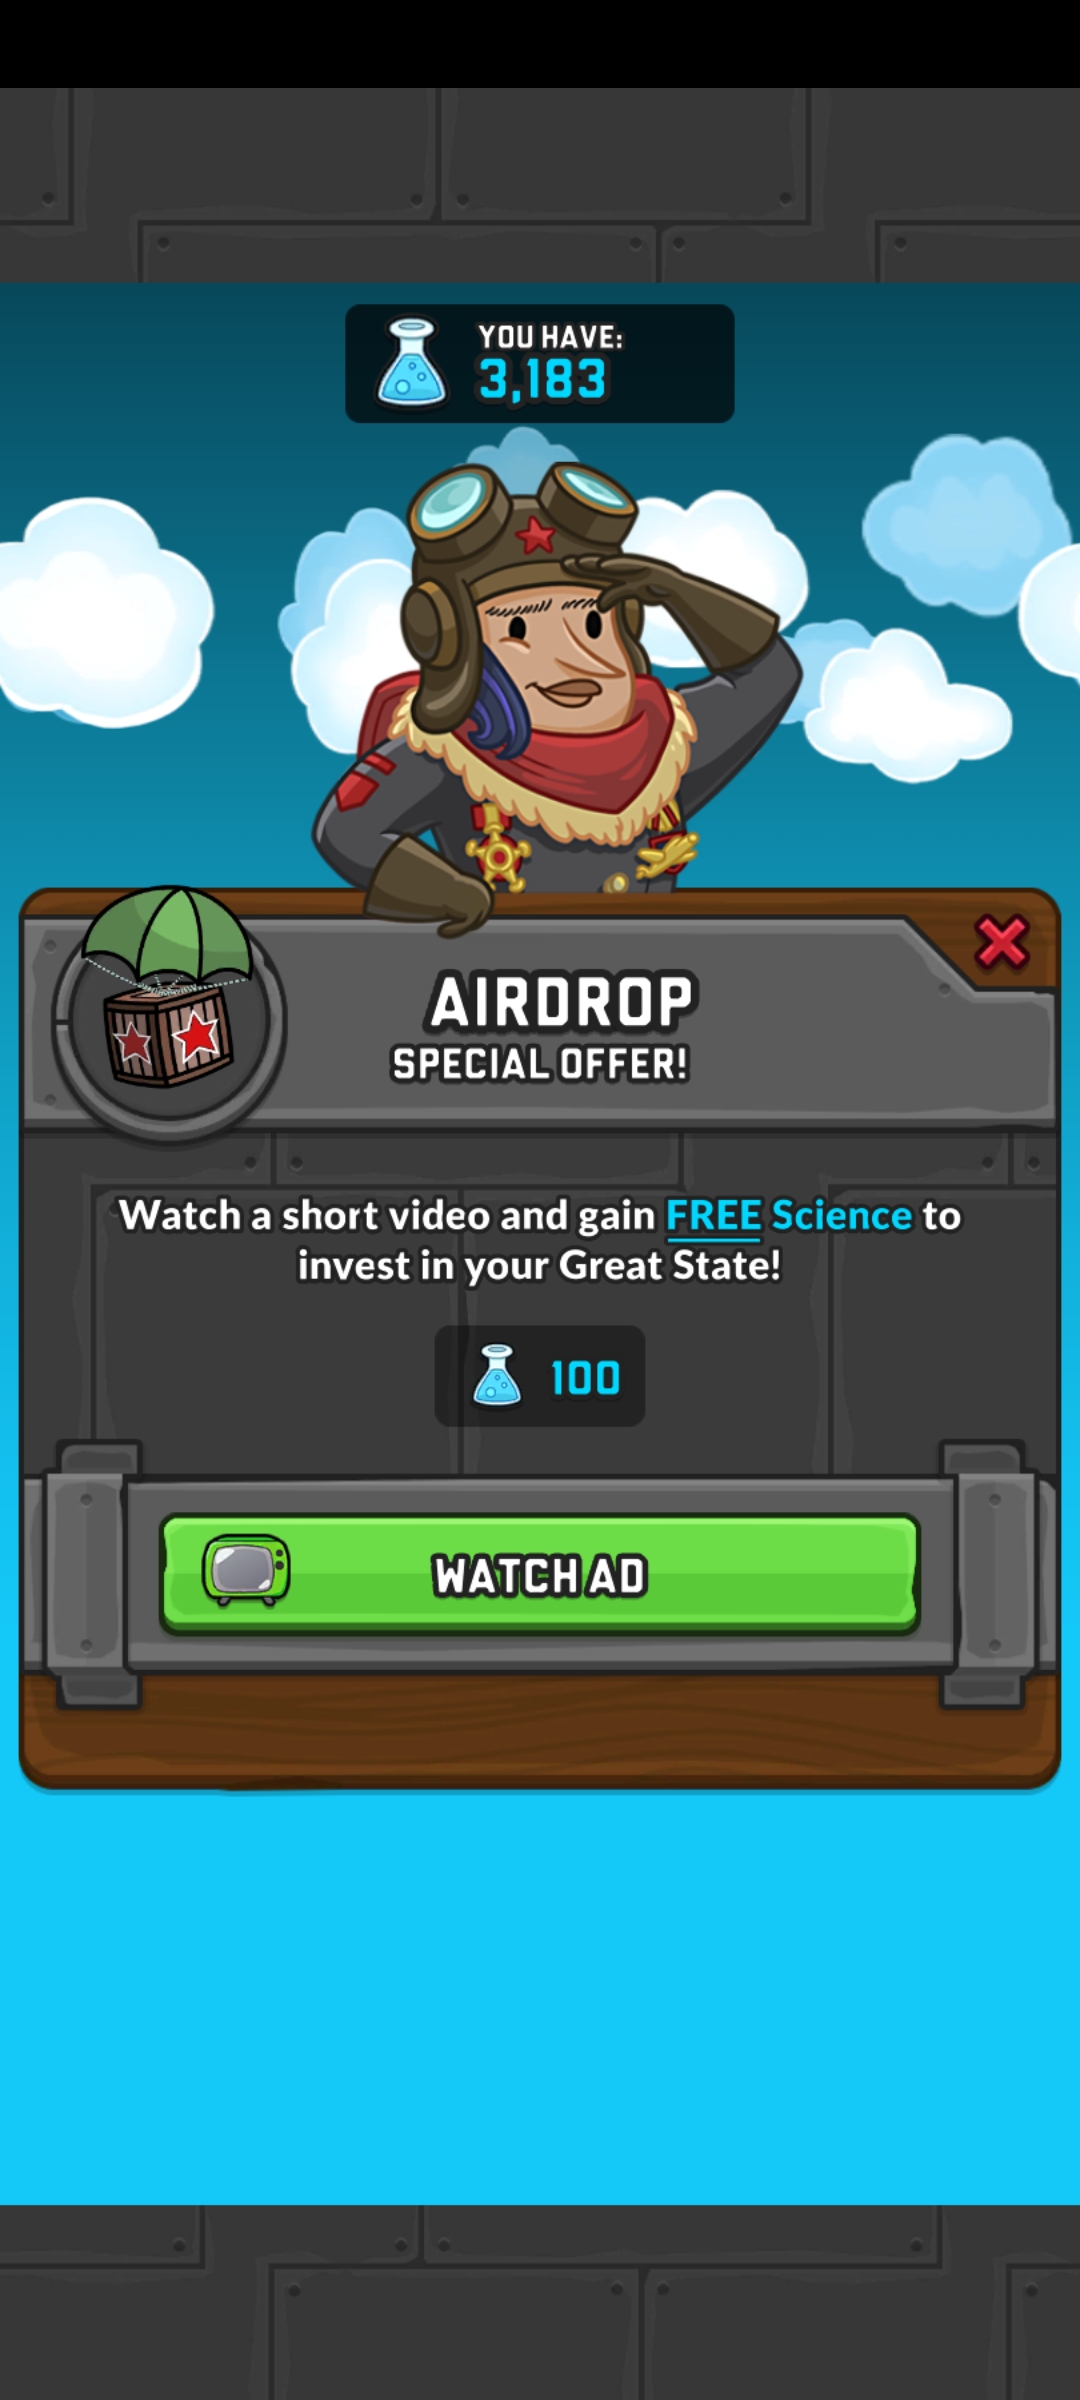 YOU HAVE:
3,183
AIRDROP
SPECIAL OFFER!
Watch a short video and gain FREE Science to
invest in your Great State!
100
WATCH AD